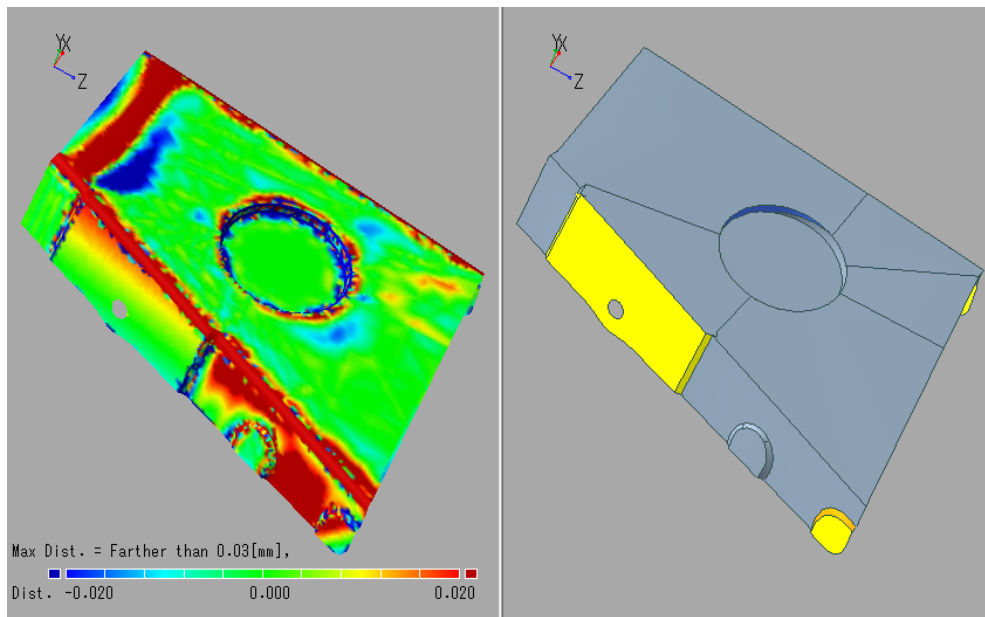 YX
Z
YX
Z
Max Dist. = Farther than 0.03[mm],
Dist. -0.020 0.000 0.020